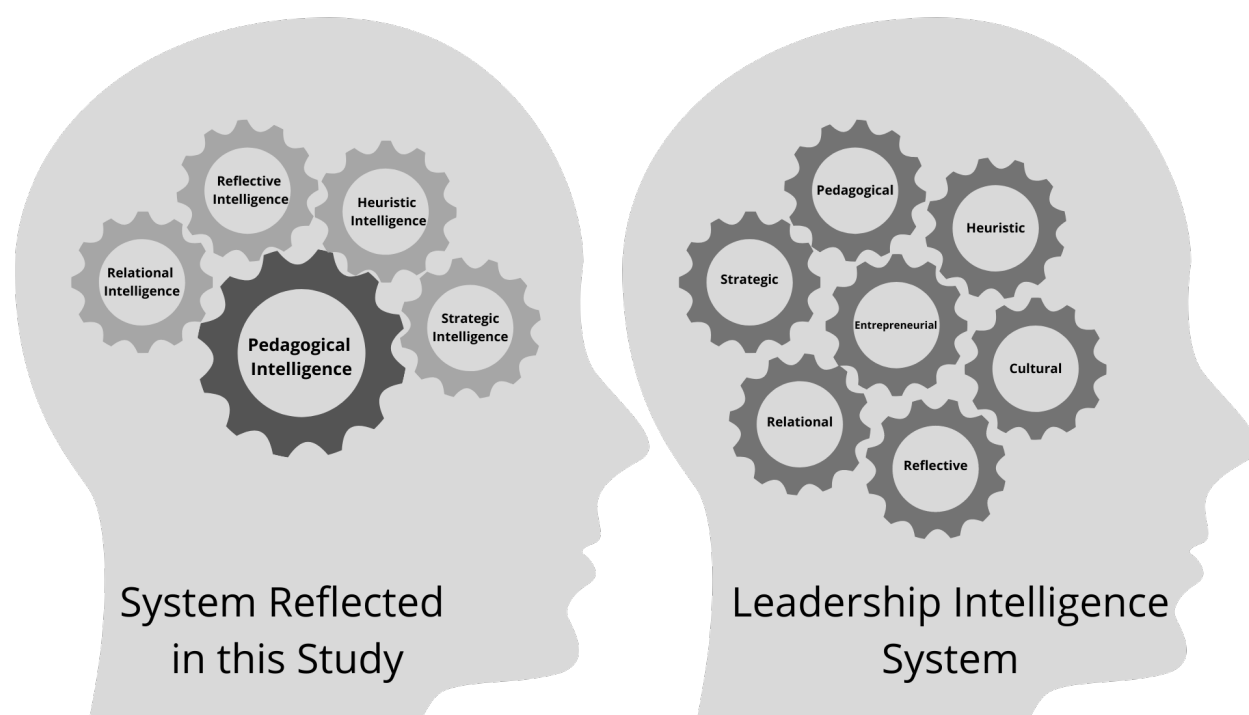 Reflective
Intelligence
Heuristic
Intelligence
Relational
Intelligence
Strategic
Intelligence
Pedagogical
Intelligence
System Reflected
in this Study
Pedagogical
Heuristic
Strategic
Entrepreneurial
Cultural
Relational
Reflective
Leadership Intelligence
System